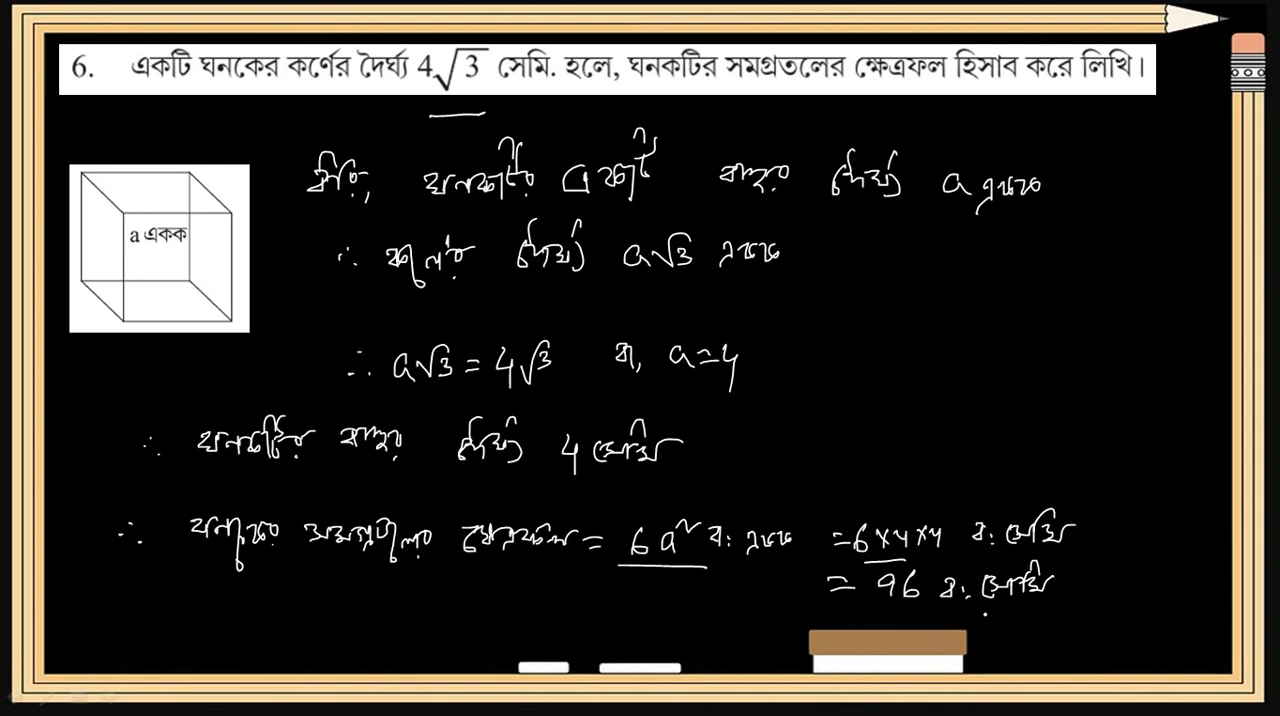 6. একটি ঘনকের কর্ণের দৈর্ঘ্য 4√3 সেমি. হলে, ঘনকটির সমগ্রতলের ক্ষেত্রফল হিসাব করে লিখি।
ধরি, ঘনকটির একটি বাহুর দৈর্ঘ্য a একক
a একক
∴ কর্ণের দৈর্ঘ্য a√3 একক
∴ a√3 = 4√3 বা, a = 4
∴ ঘনকটির বাহুর দৈর্ঘ্য 4 সেমি
∴ ঘনকের সমগ্রতলের ক্ষেত্রফল = 6a² ব: একক = 6×4×4 ব: সেমি
= 96 ব: সেমি